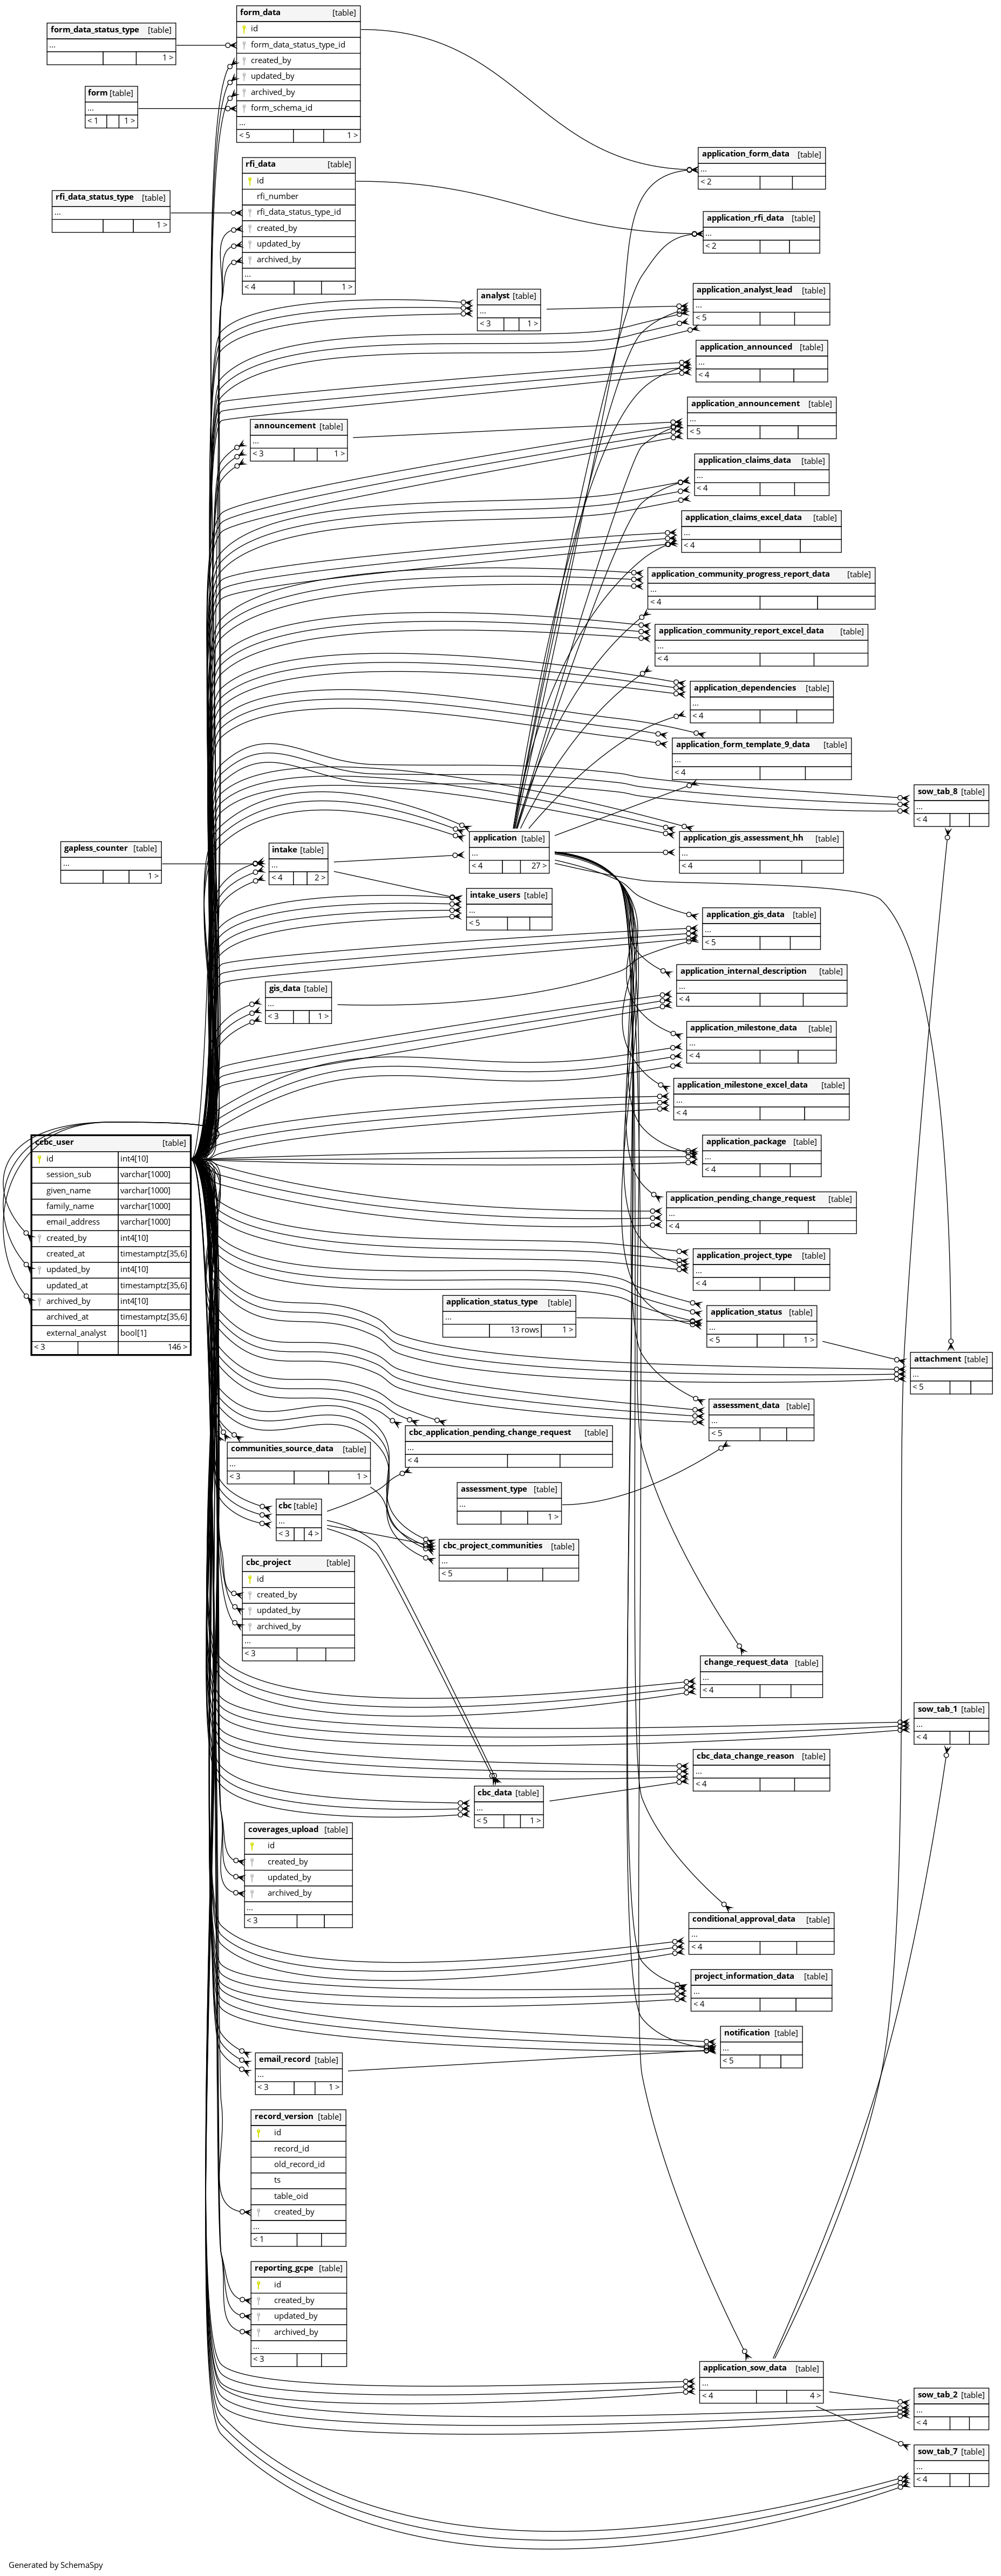 form_data [table]
id
form_data_status_type_id
created_by
updated_by
archived_by
form_schema_id
...
< 5 1 >
form_data_status_type [table]
...
1 >
form [table]
...
< 1 1 >
rfi_data [table]
id
rfi_number
rfi_data_status_type_id
created_by
updated_by
archived_by
...
< 4 1 >
rfi_data_status_type [table]
...
1 >
application_form_data [table]
...
< 2
application_rfi_data [table]
...
< 2
analyst [table]
...
< 3 1 >
application_analyst_lead [table]
...
< 5
application_announced [table]
...
< 4
application_announcement [table]
...
< 5
announcement [table]
...
< 3 1 >
application_claims_data [table]
...
< 4
application_claims_excel_data [table]
...
< 4
application_community_progress_report_data [table]
...
< 4
application_community_report_excel_data [table]
...
< 4
application_dependencies [table]
...
< 4
application_form_template_9_data [table]
...
< 4
sow_tab_8 [table]
...
< 4
application [table]
...
< 4 27 >
application_gis_assessment_hh [table]
...
< 4
gapless_counter [table]
...
1 >
intake [table]
...
< 4 2 >
intake_users [table]
...
< 5
application_gis_data [table]
...
< 5
application_internal_description [table]
...
< 4
gis_data [table]
...
< 3 1 >
application_milestone_data [table]
...
< 4
application_milestone_excel_data [table]
...
< 4
ccbc_user [table]
id int4[10]
session_sub varchar[1000]
given_name varchar[1000]
family_name varchar[1000]
email_address varchar[1000]
created_by int4[10]
created_at timestamptz[35,6]
updated_by int4[10]
updated_at timestamptz[35,6]
archived_by int4[10]
archived_at timestamptz[35,6]
external_analyst bool[1]
< 3 146 >
application_package [table]
...
< 4
application_pending_change_request [table]
...
< 4
application_project_type [table]
...
< 4
application_status_type [table]
...
13 rows 1 >
application_status [table]
...
< 5 1 >
attachment [table]
...
< 5
assessment_data [table]
...
< 5
cbc_application_pending_change_request [table]
...
< 4
communities_source_data [table]
...
< 3 1 >
assessment_type [table]
...
1 >
cbc [table]
...
< 3 4 >
cbc_project_communities [table]
...
< 5
cbc_project [table]
id
created_by
updated_by
archived_by
...
< 3
change_request_data [table]
...
< 4
sow_tab_1 [table]
...
< 4
cbc_data_change_reason [table]
...
< 4
cbc_data [table]
...
< 5 1 >
coverages_upload [table]
id
created_by
updated_by
archived_by
...
< 3
conditional_approval_data [table]
...
< 4
project_information_data [table]
...
< 4
notification [table]
...
< 5
email_record [table]
...
< 3 1 >
record_version [table]
id
record_id
old_record_id
ts
table_oid
created_by
...
< 1
reporting_gcpe [table]
id
created_by
updated_by
archived_by
...
< 3
application_sow_data [table]
...
< 4 4 >
sow_tab_2 [table]
...
< 4
sow_tab_7 [table]
...
< 4
Generated by SchemaSpy